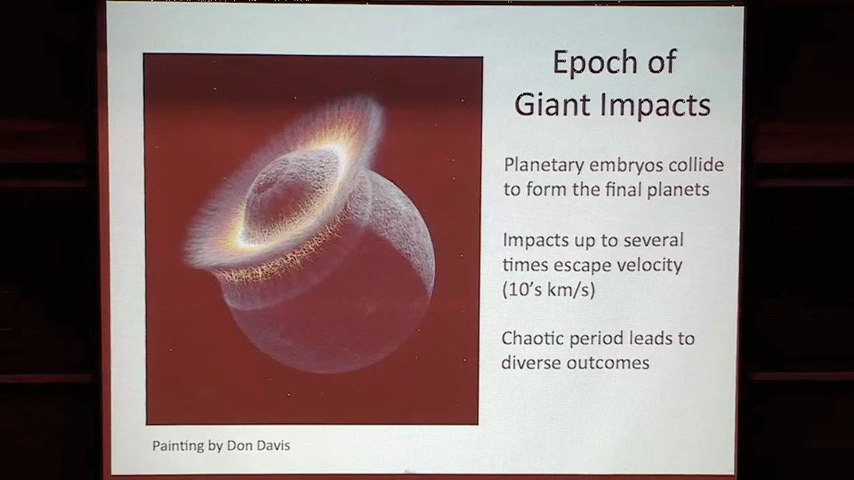 Epoch of
Giant Impacts
Planetary embryos collide
to form the final planets
Impacts up to several
times escape velocity
(10's km/s)
Chaotic period leads to
diverse outcomes
Painting by Don Davis